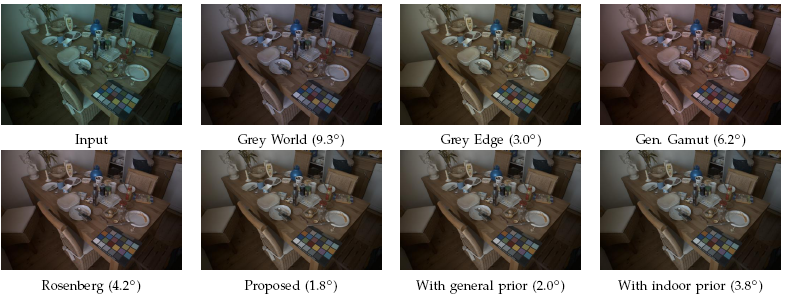 Input
Grey World (9.3°)
Grey Edge (3.0°)
Gen. Gamut (6.2°)
Rosenberg (4.2°)
Proposed (1.8°)
With general prior (2.0°)
With indoor prior (3.8°)